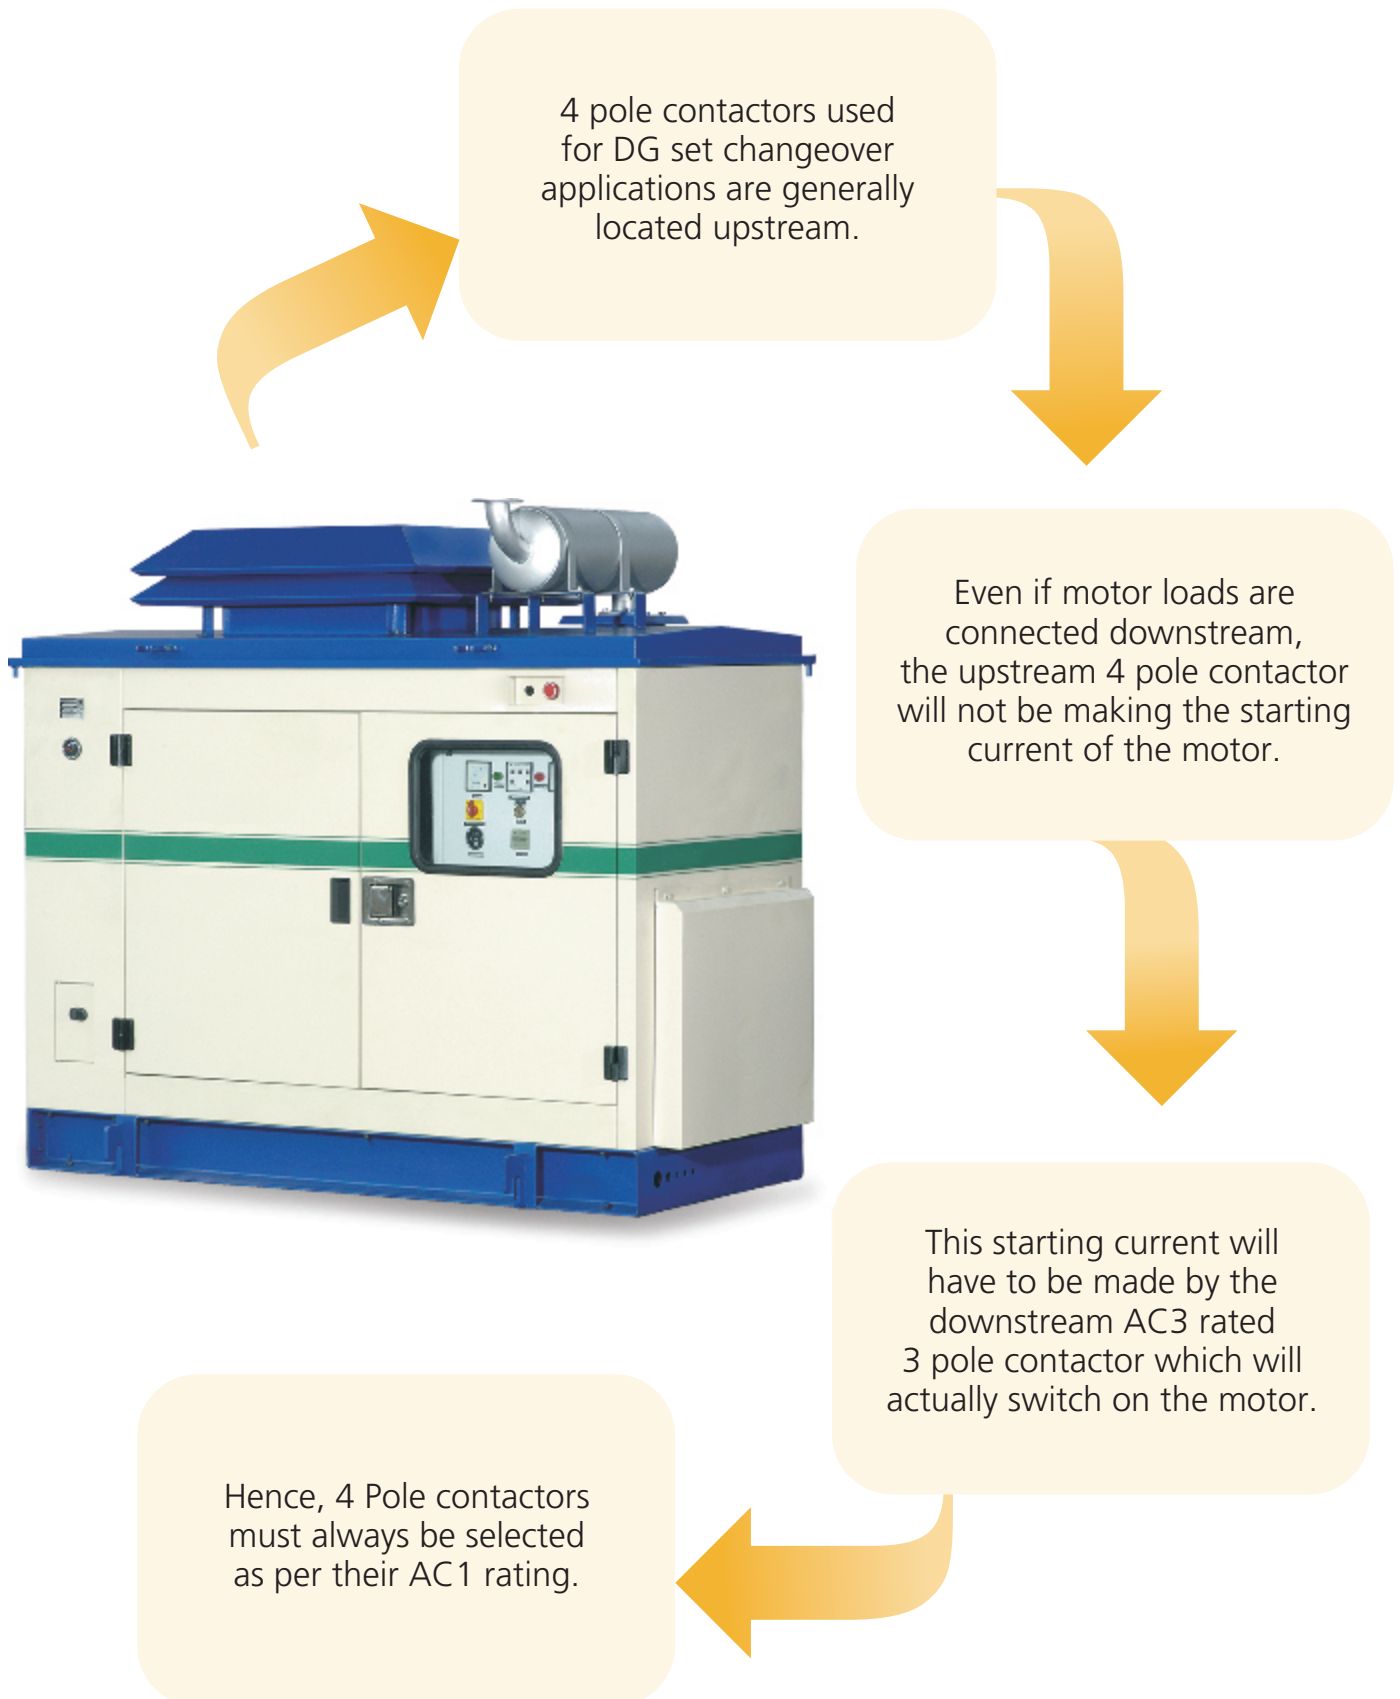 4 pole contactors used
for DG set changeover
applications are generally
located upstream.
Even if motor loads are
connected downstream,
the upstream 4 pole contactor
will not be making the starting
current of the motor.
This starting current will
have to be made by the
downstream AC3 rated
3 pole contactor which will
actually switch on the motor.
Hence, 4 Pole contactors
must always be selected
as per their AC1 rating.